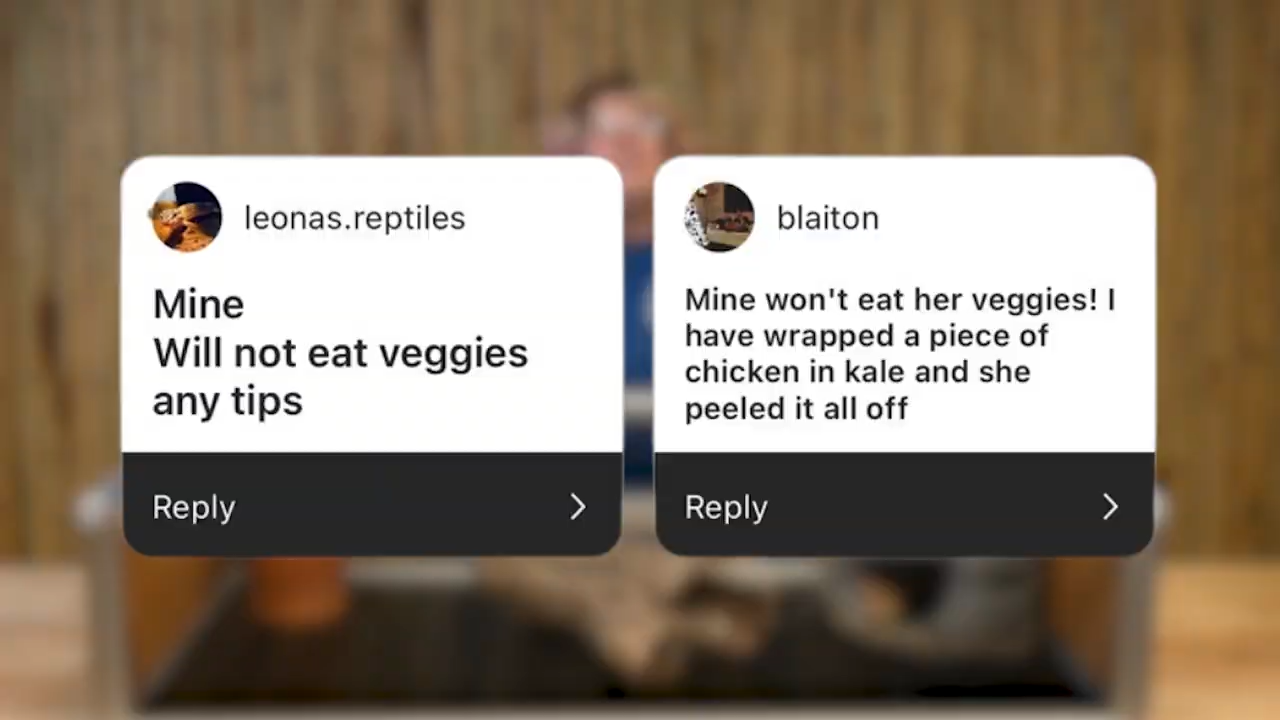 leonas.reptiles
Mine
Will not eat veggies
any tips
Reply
blaiton
Mine won't eat her veggies! I
have wrapped a piece of
chicken in kale and she
peeled it all off
Reply